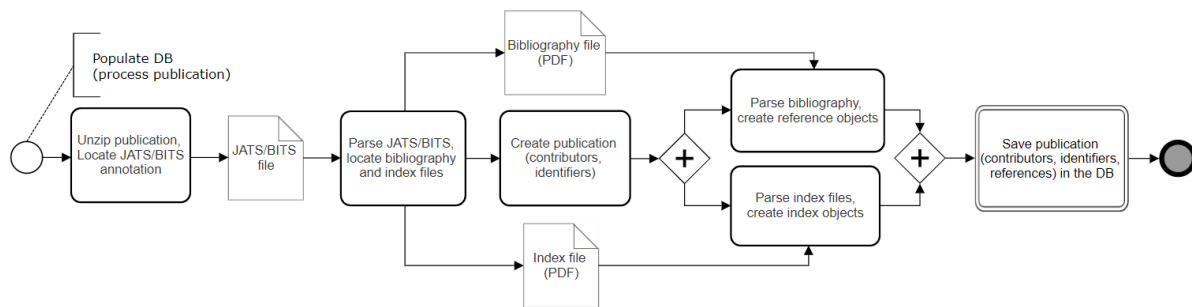 Populate DB
(process publication)
Unzip publication,
Locate JATS/BITS
annotation
JATS/BITS
file
Parse JATS/BITS,
locate bibliography
and index files
Bibliography file
(PDF)
Create publication
(contributors,
identifiers)
Index file
(PDF)
Parse bibliography,
create reference objects
Parse index files,
create index objects
Save publication
(contributors, identifiers,
references) in the DB